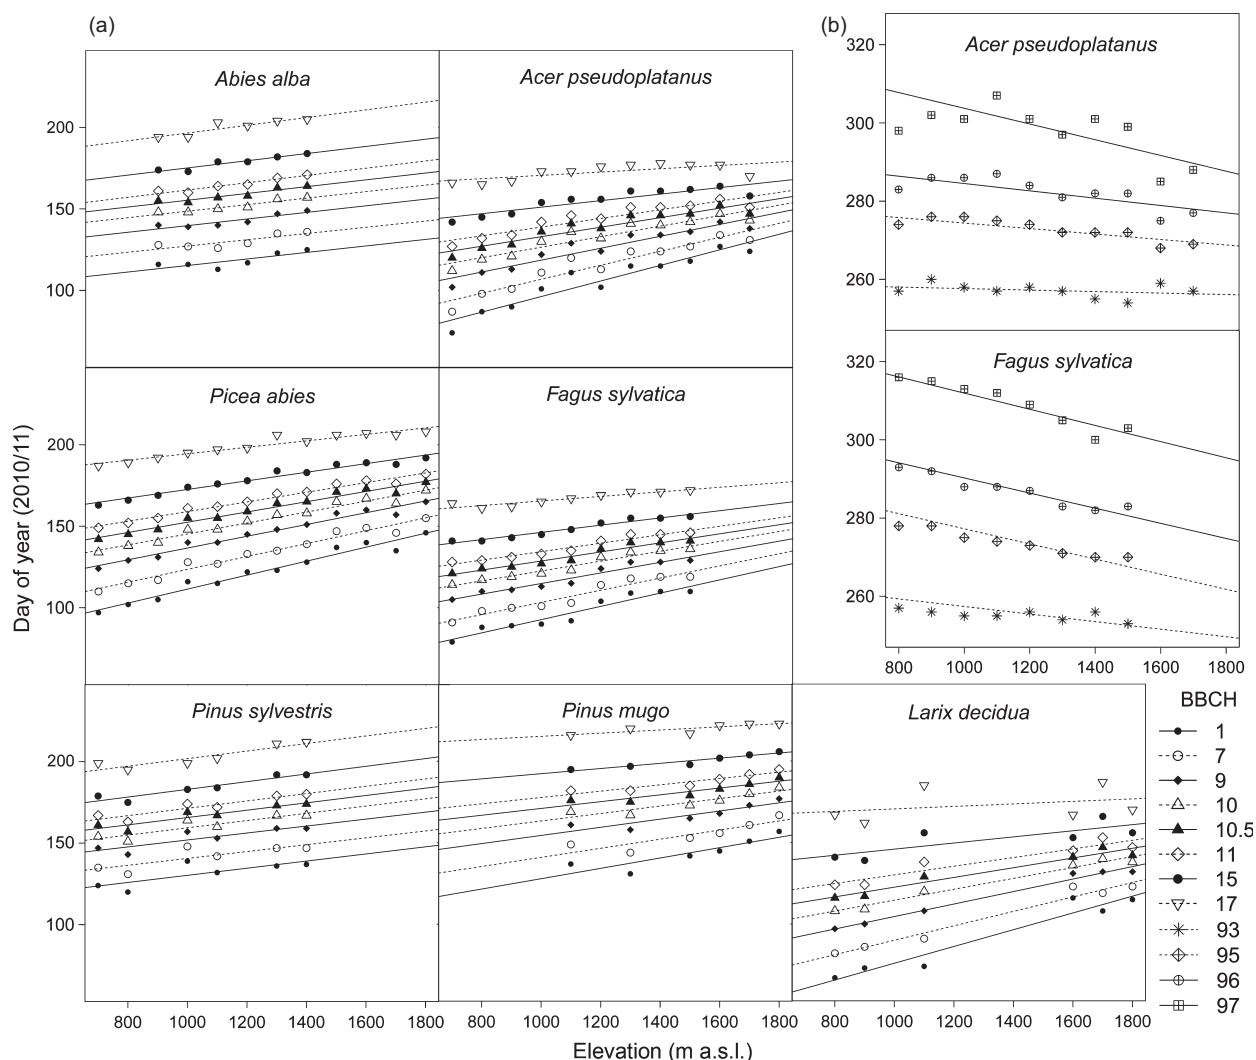 (a)
(b)
Abies alba
Acer pseudoplatanus
200
150
100
Picea abies
Fagus sylvatica
200
150
100
Pinus sylvestris
Pinus mugo
Larix decidua
200
150
100
800 1000 1200 1400 1600 1800
800 1000 1200 1400 1600 1800
800 1000 1200 1400 1600 1800
Day of year (2010/11)
Elevation (m a.s.l.)
Acer pseudoplatanus
320
300
280
260
Fagus sylvatica
320
300
280
260
800 1000 1200 1400 1600 1800
BBCH
1
7
9
10
10.5
11
15
17
93
95
96
97